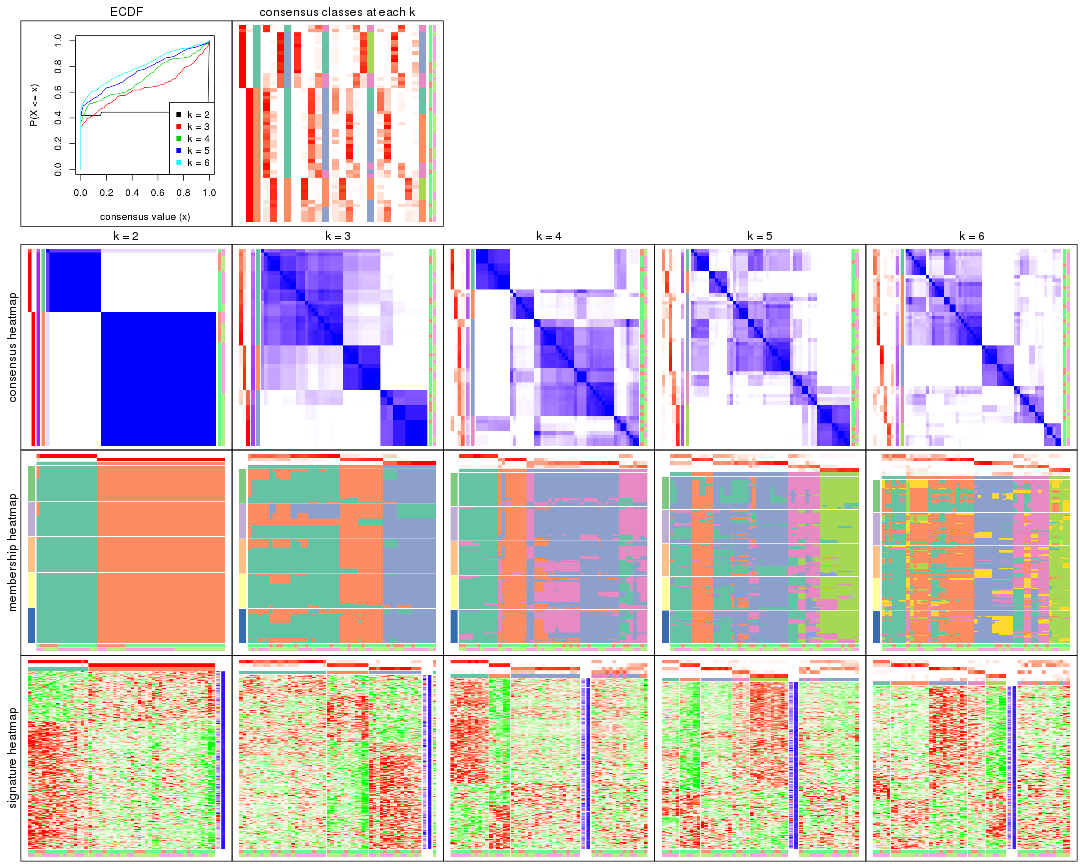 ECDF
consensus classes at each k
P(X <= x)
0.0 0.2 0.4 0.6 0.8 1.0
k = 2
k = 3
k = 4
k = 5
k = 6
0.0 0.2 0.4 0.6 0.8 1.0
consensus value (x)
k = 2 k = 3 k = 4 k = 5 k = 6
consensus heatmap
membership heatmap
signature heatmap